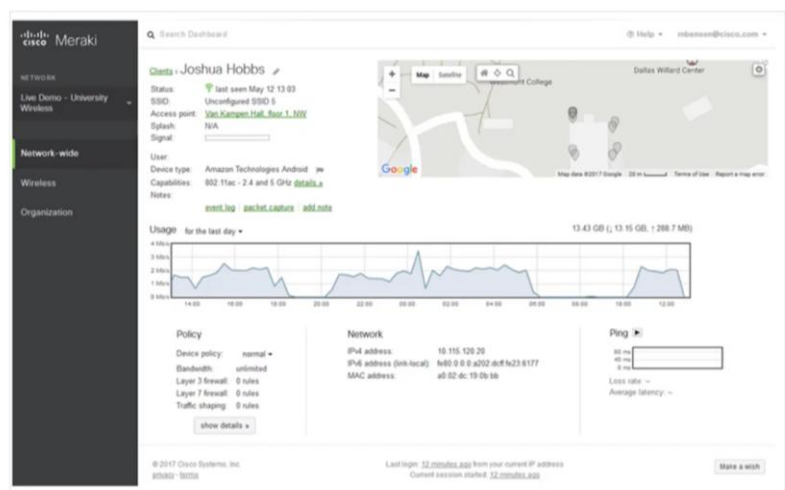 cisco Meraki
Search Dashboard
Help
mbensen@cisco.com
NETWORK
Live Demo - University
Wireless
Network-wide
Wireless
Organization
Clients › Joshua Hobbs
Status: last seen May 12 13:03
SSID: Unconfigured SSID 5
Access point: Van Kampen Hall, floor 1, NW
Splash: N/A
Signal:
User:
Device type: Amazon Technologies Android
Capabilities: 802.11ac - 2.4 and 5 GHz details »
Notes:
event log packet capture add note
+ Map Satellite
−
College
Dallas Willard Center
Google
Map data ©2017 Google 20 m Terms of Use Report a map error
Usage for the last day
13.43 GB (↓ 13.15 GB, ↑ 288.7 MB)
4 Mb/s
3 Mb/s
2 Mb/s
1 Mb/s
0 Mb/s
14:00 16:00 18:00 20:00 22:00 00:00 02:00 04:00 06:00 08:00 10:00 12:00
Policy
Device policy: normal
Bandwidth: unlimited
Layer 3 firewall: 0 rules
Layer 7 firewall: 0 rules
Traffic shaping: 0 rules
show details »
Network
IPv4 address: 10.115.120.20
IPv6 address (link-local): fe80:0:0:0:a202:dcff:fe23:6177
MAC address: a0:02:dc:19:0b:bb
Ping
80 ms
40 ms
0 ms
Loss rate: –
Average latency: –
© 2017 Cisco Systems, Inc.
privacy - terms
Last login: 12 minutes ago from your current IP address
Current session started: 12 minutes ago
Make a wish